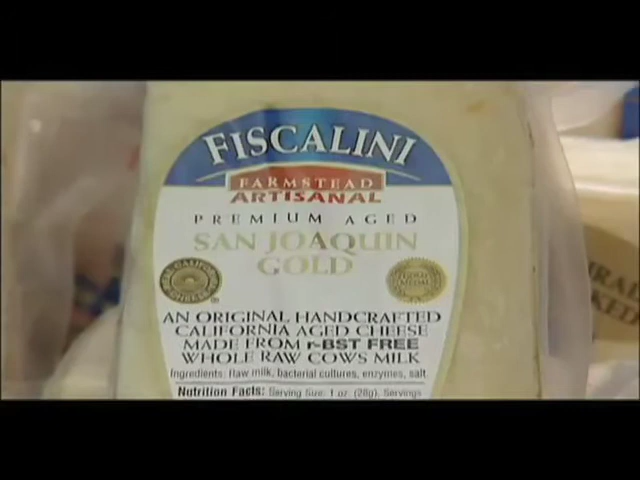 FISCALINI
FARMSTEAD
ARTISANAL
PREMIUM AGED
SAN JOAQUIN
GOLD
AN ORIGINAL HANDCRAFTED
CALIFORNIA AGED CHEESE
MADE FROM r-BST FREE
WHOLE RAW COWS MILK
Ingredients: Raw milk, bacterial cultures, enzymes, salt.
Nutrition Facts: Serving Size: 1 oz. (28g), Servings